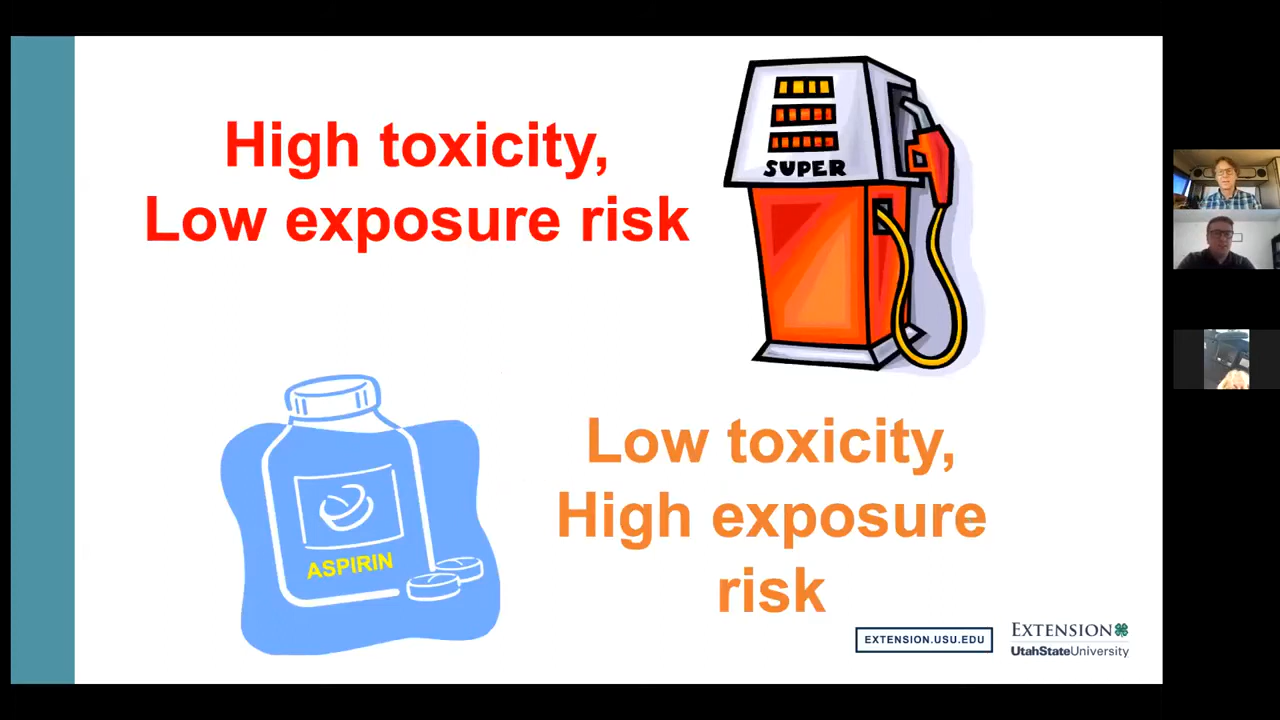 High toxicity,
Low exposure risk
SUPER
ASPIRIN
Low toxicity,
High exposure
risk
EXTENSION.USU.EDU
EXTENSION
UtahStateUniversity